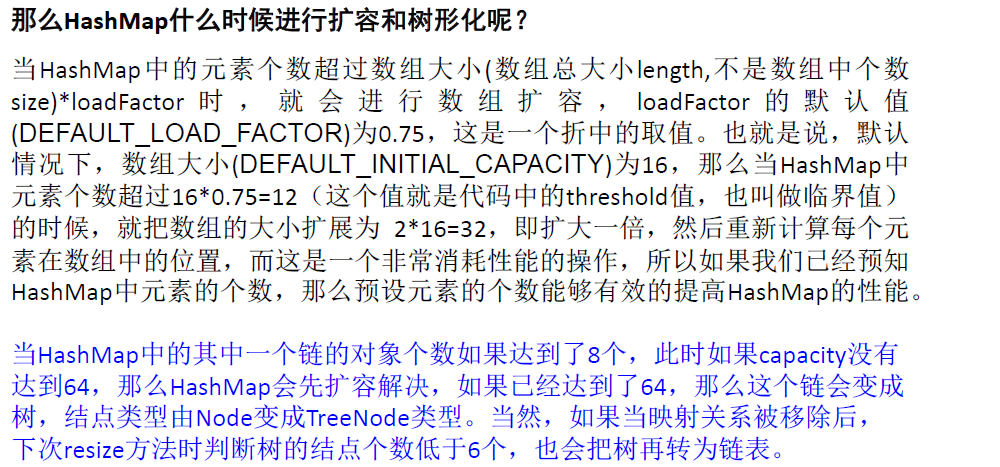 那么HashMap什么时候进行扩容和树形化呢？
当HashMap中的元素个数超过数组大小(数组总大小length,不是数组中个数
size)*loadFactor 时 ， 就 会 进 行 数 组 扩 容 ， loadFactor 的 默 认 值
(DEFAULT_LOAD_FACTOR)为0.75，这是一个折中的取值。也就是说，默认
情况下，数组大小(DEFAULT_INITIAL_CAPACITY)为16，那么当HashMap中
元素个数超过16*0.75=12（这个值就是代码中的threshold值，也叫做临界值）
的时候，就把数组的大小扩展为 2*16=32，即扩大一倍，然后重新计算每个元
素在数组中的位置，而这是一个非常消耗性能的操作，所以如果我们已经预知
HashMap中元素的个数，那么预设元素的个数能够有效的提高HashMap的性能。
当HashMap中的其中一个链的对象个数如果达到了8个，此时如果capacity没有
达到64，那么HashMap会先扩容解决，如果已经达到了64，那么这个链会变成
树，结点类型由Node变成TreeNode类型。当然，如果当映射关系被移除后，
下次resize方法时判断树的结点个数低于6个，也会把树再转为链表。